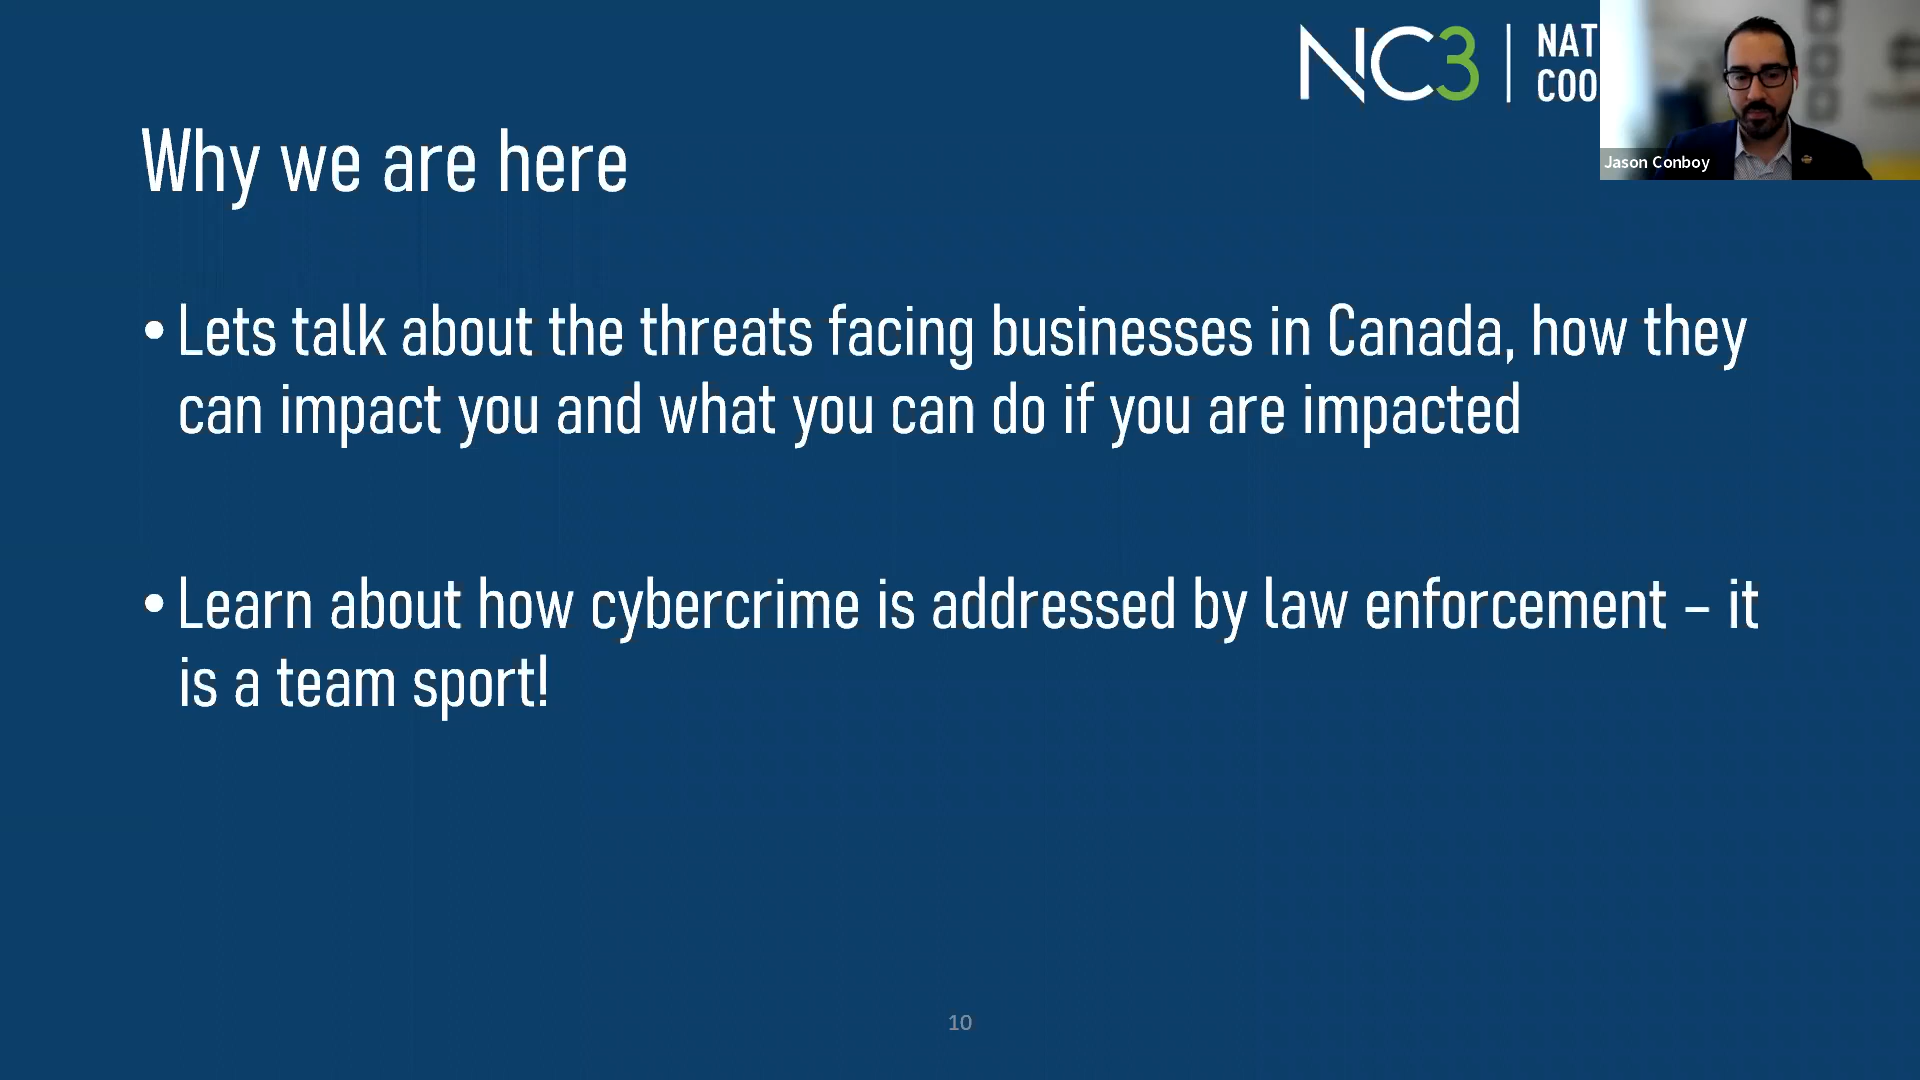 NC3
NAT
COO
Jason Conboy
Why we are here
• Lets talk about the threats facing businesses in Canada, how they
can impact you and what you can do if you are impacted
• Learn about how cybercrime is addressed by law enforcement – it
is a team sport!
10